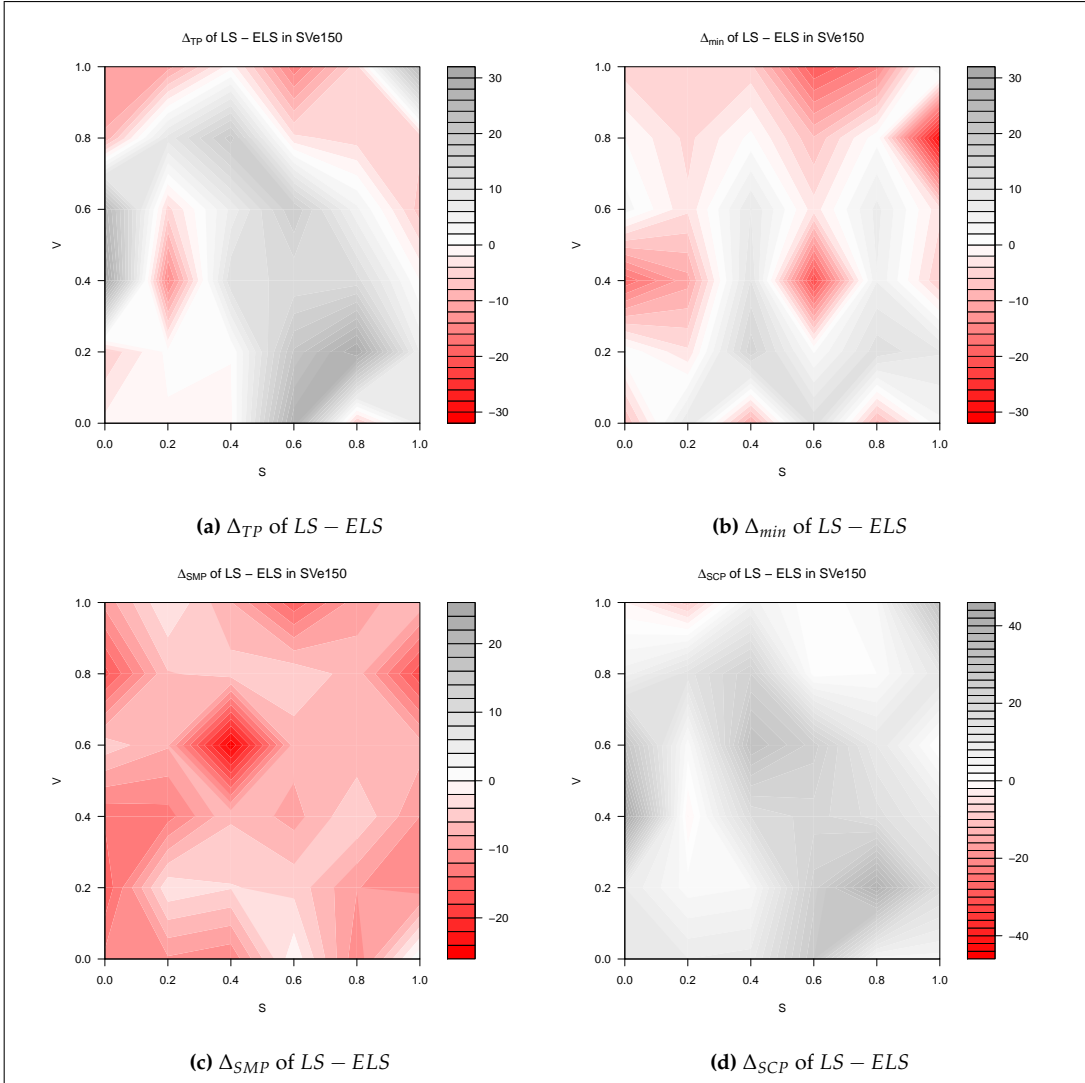 Δ_TP of LS − ELS in SVe150
1.0
0.8
0.6
0.4
0.2
0.0
V
0.0 0.2 0.4 0.6 0.8 1.0
S
30
20
10
0
−10
−20
−30
(a) Δ_TP of LS − ELS
Δ_min of LS − ELS in SVe150
1.0
0.8
0.6
0.4
0.2
0.0
V
0.0 0.2 0.4 0.6 0.8 1.0
S
30
20
10
0
−10
−20
−30
(b) Δ_min of LS − ELS
Δ_SMP of LS − ELS in SVe150
1.0
0.8
0.6
0.4
0.2
0.0
V
0.0 0.2 0.4 0.6 0.8 1.0
S
20
10
0
−10
−20
(c) Δ_SMP of LS − ELS
Δ_SCP of LS − ELS in SVe150
1.0
0.8
0.6
0.4
0.2
0.0
V
0.0 0.2 0.4 0.6 0.8 1.0
S
40
20
0
−20
−40
(d) Δ_SCP of LS − ELS